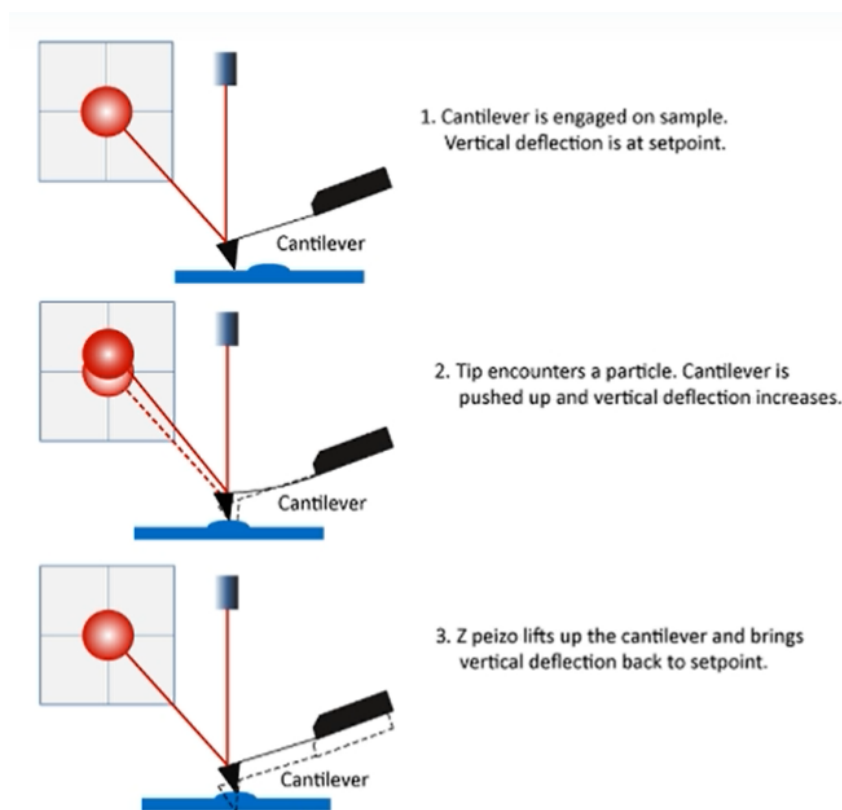 1. Cantilever is engaged on sample.
Vertical deflection is at setpoint.
Cantilever
2. Tip encounters a particle. Cantilever is
pushed up and vertical deflection increases.
Cantilever
3. Z peizo lifts up the cantilever and brings
vertical deflection back to setpoint.
Cantilever